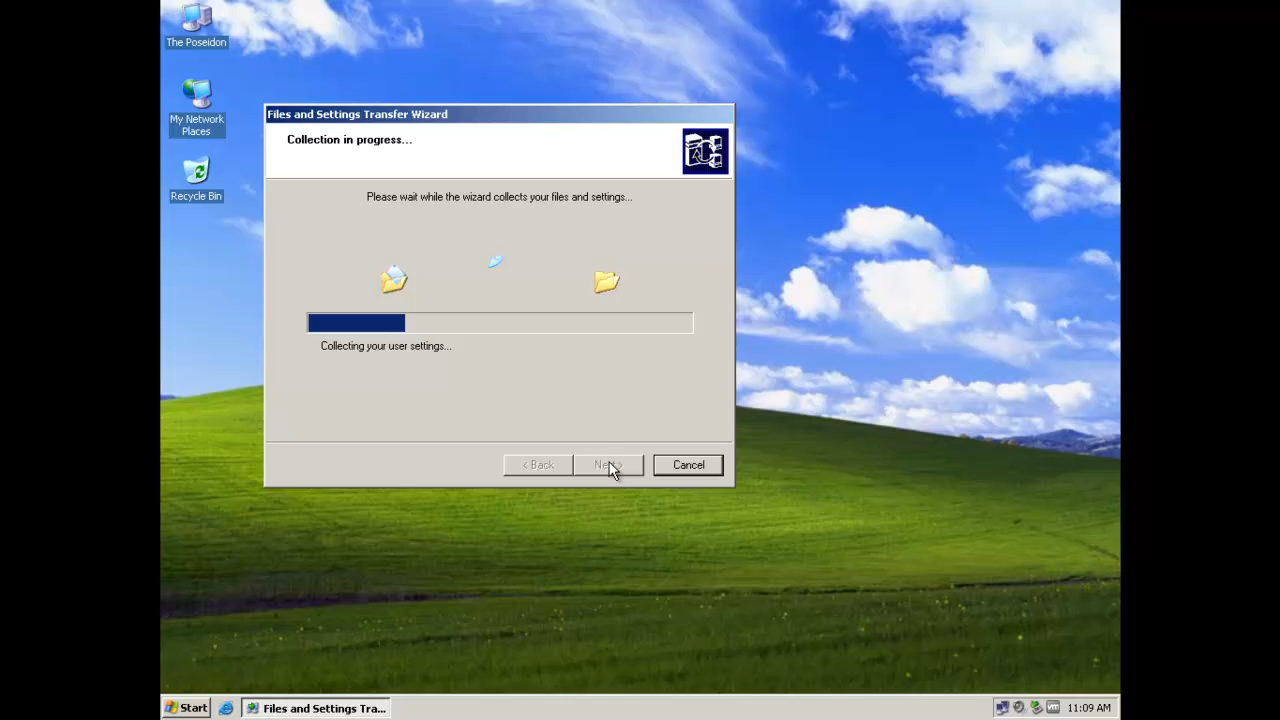 The Poseidon
My Network
Places
Recycle Bin
Files and Settings Transfer Wizard
Collection in progress...
Please wait while the wizard collects your files and settings...
Collecting your user settings...
< Back
Cancel
Start
Files and Settings Tra...
11:09 AM